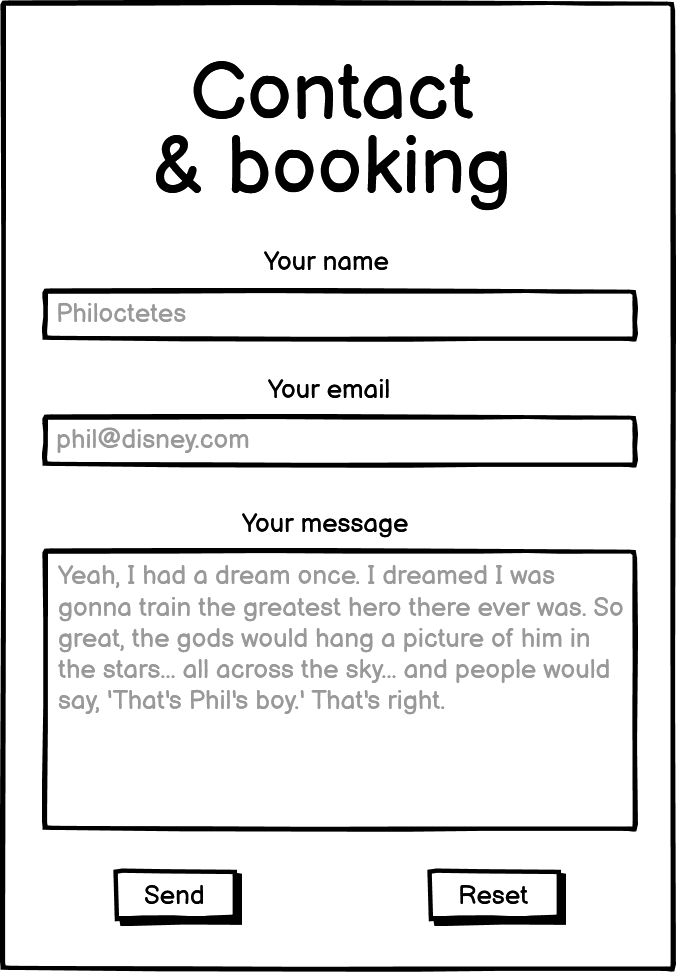 Contact
& booking
Your name
Philoctetes
Your email
phil@disney.com
Your message
Yeah, I had a dream once. I dreamed I was
gonna train the greatest hero there ever was. So
great, the gods would hang a picture of him in
the stars... all across the sky... and people would
say, 'That's Phil's boy.' That's right.
Send
Reset